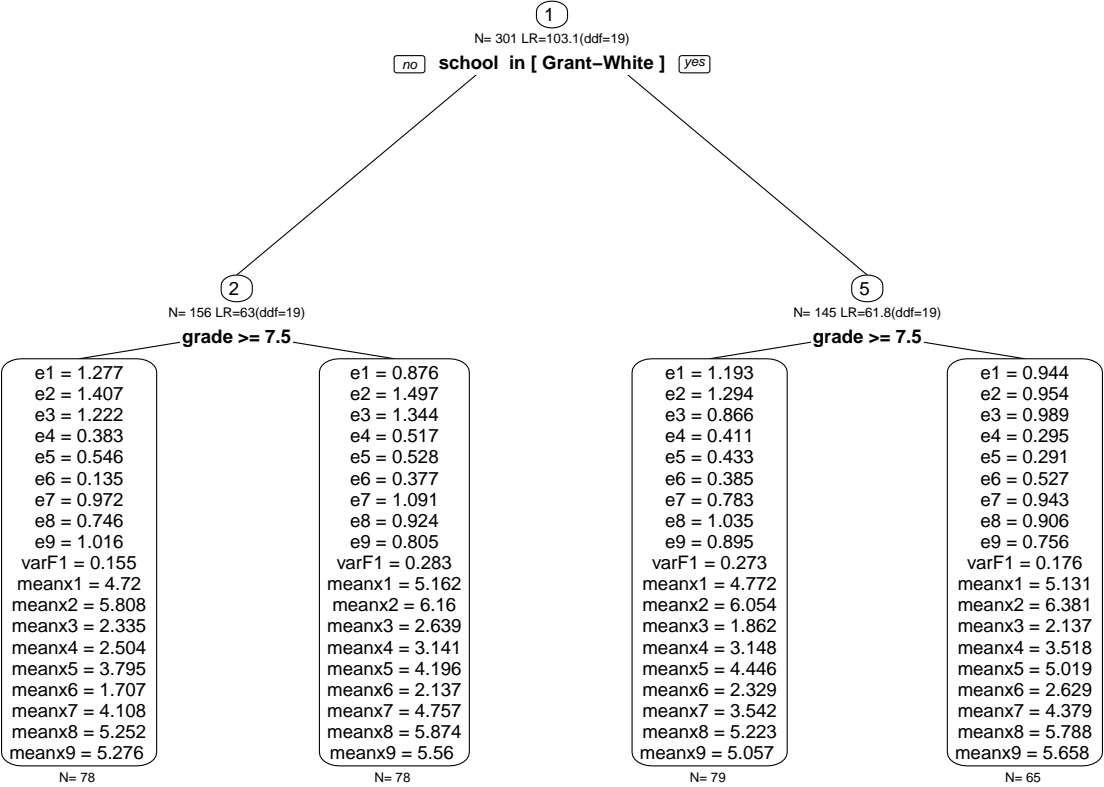 1
N= 301 LR=103.1(ddf=19)
no school in [ Grant−White ] yes
2
N= 156 LR=63(ddf=19)
grade >= 7.5
e1 = 1.277
e2 = 1.407
e3 = 1.222
e4 = 0.383
e5 = 0.546
e6 = 0.135
e7 = 0.972
e8 = 0.746
e9 = 1.016
varF1 = 0.155
meanx1 = 4.72
meanx2 = 5.808
meanx3 = 2.335
meanx4 = 2.504
meanx5 = 3.795
meanx6 = 1.707
meanx7 = 4.108
meanx8 = 5.252
meanx9 = 5.276
N= 78
e1 = 0.876
e2 = 1.497
e3 = 1.344
e4 = 0.517
e5 = 0.528
e6 = 0.377
e7 = 1.091
e8 = 0.924
e9 = 0.805
varF1 = 0.283
meanx1 = 5.162
meanx2 = 6.16
meanx3 = 2.639
meanx4 = 3.141
meanx5 = 4.196
meanx6 = 2.137
meanx7 = 4.757
meanx8 = 5.874
meanx9 = 5.56
N= 78
5
N= 145 LR=61.8(ddf=19)
grade >= 7.5
e1 = 1.193
e2 = 1.294
e3 = 0.866
e4 = 0.411
e5 = 0.433
e6 = 0.385
e7 = 0.783
e8 = 1.035
e9 = 0.895
varF1 = 0.273
meanx1 = 4.772
meanx2 = 6.054
meanx3 = 1.862
meanx4 = 3.148
meanx5 = 4.446
meanx6 = 2.329
meanx7 = 3.542
meanx8 = 5.223
meanx9 = 5.057
N= 79
e1 = 0.944
e2 = 0.954
e3 = 0.989
e4 = 0.295
e5 = 0.291
e6 = 0.527
e7 = 0.943
e8 = 0.906
e9 = 0.756
varF1 = 0.176
meanx1 = 5.131
meanx2 = 6.381
meanx3 = 2.137
meanx4 = 3.518
meanx5 = 5.019
meanx6 = 2.629
meanx7 = 4.379
meanx8 = 5.788
meanx9 = 5.658
N= 65